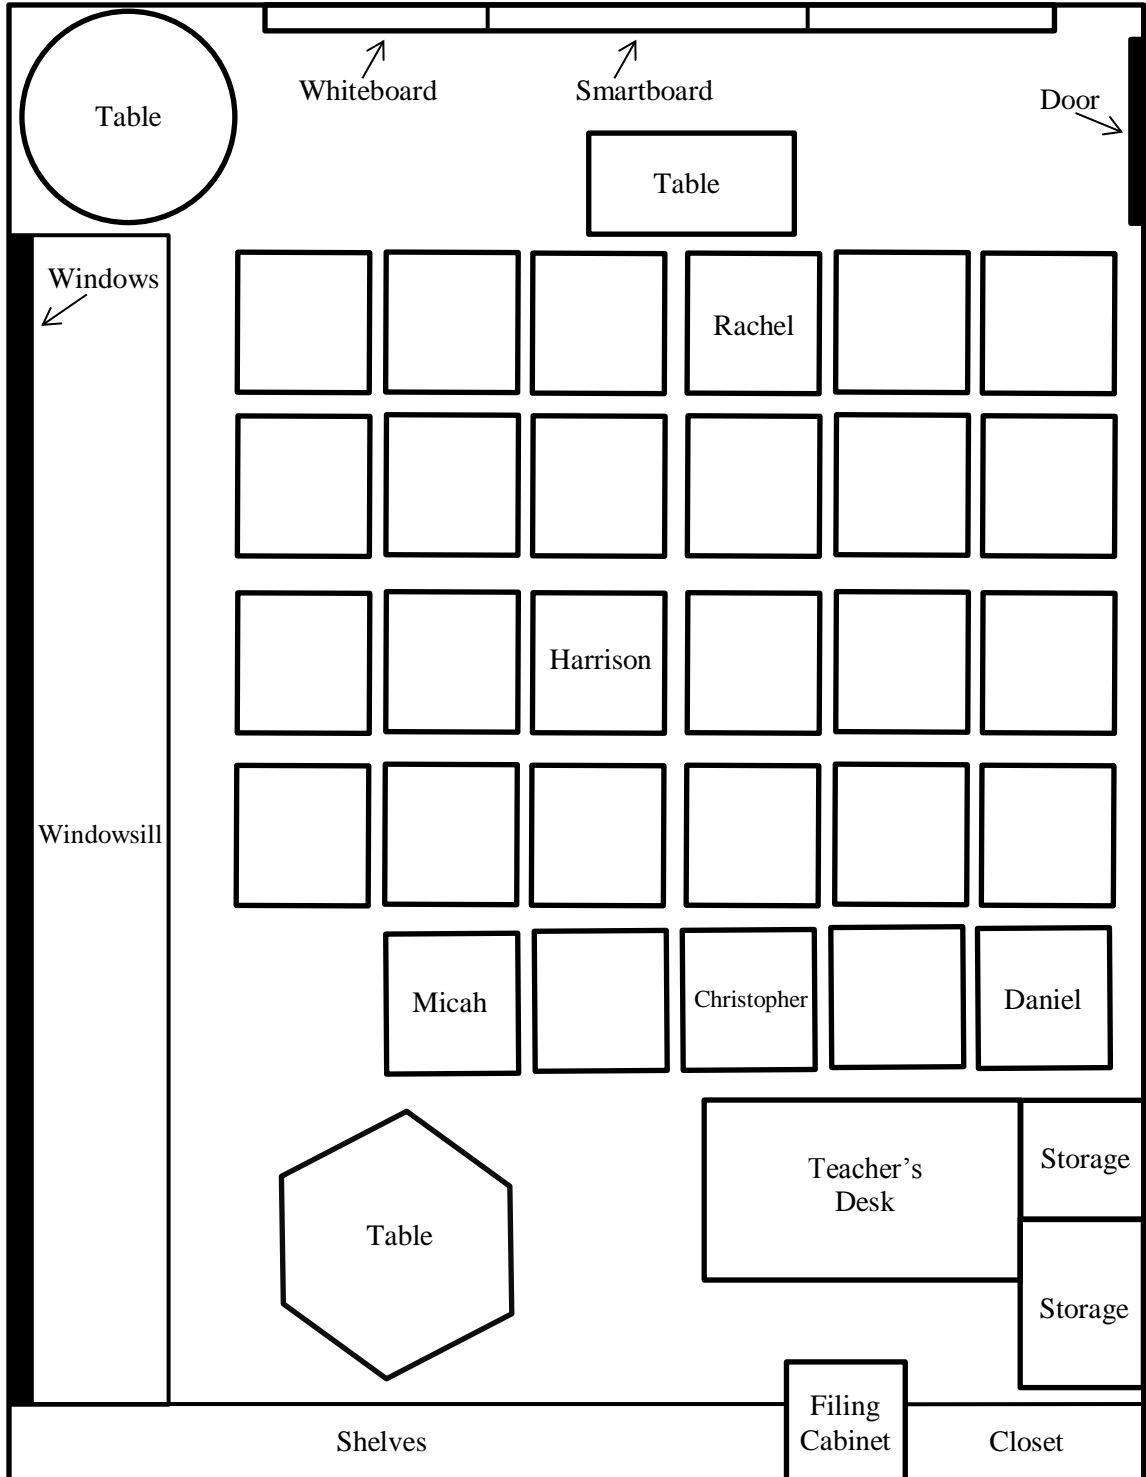 Whiteboard
Smartboard
Door
Table
Table
Windows
Rachel
Harrison
Windowsill
Micah
Christopher
Daniel
Teacher’s
Desk
Storage
Table
Storage
Filing
Cabinet
Shelves
Closet